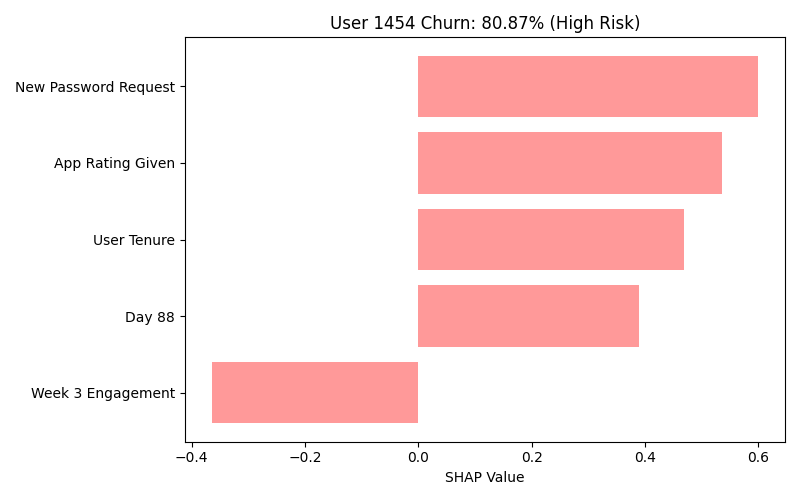 User 1454 Churn: 80.87% (High Risk)
New Password Request
App Rating Given
User Tenure
Day 88
Week 3 Engagement
−0.4 −0.2 0.0 0.2 0.4 0.6
SHAP Value